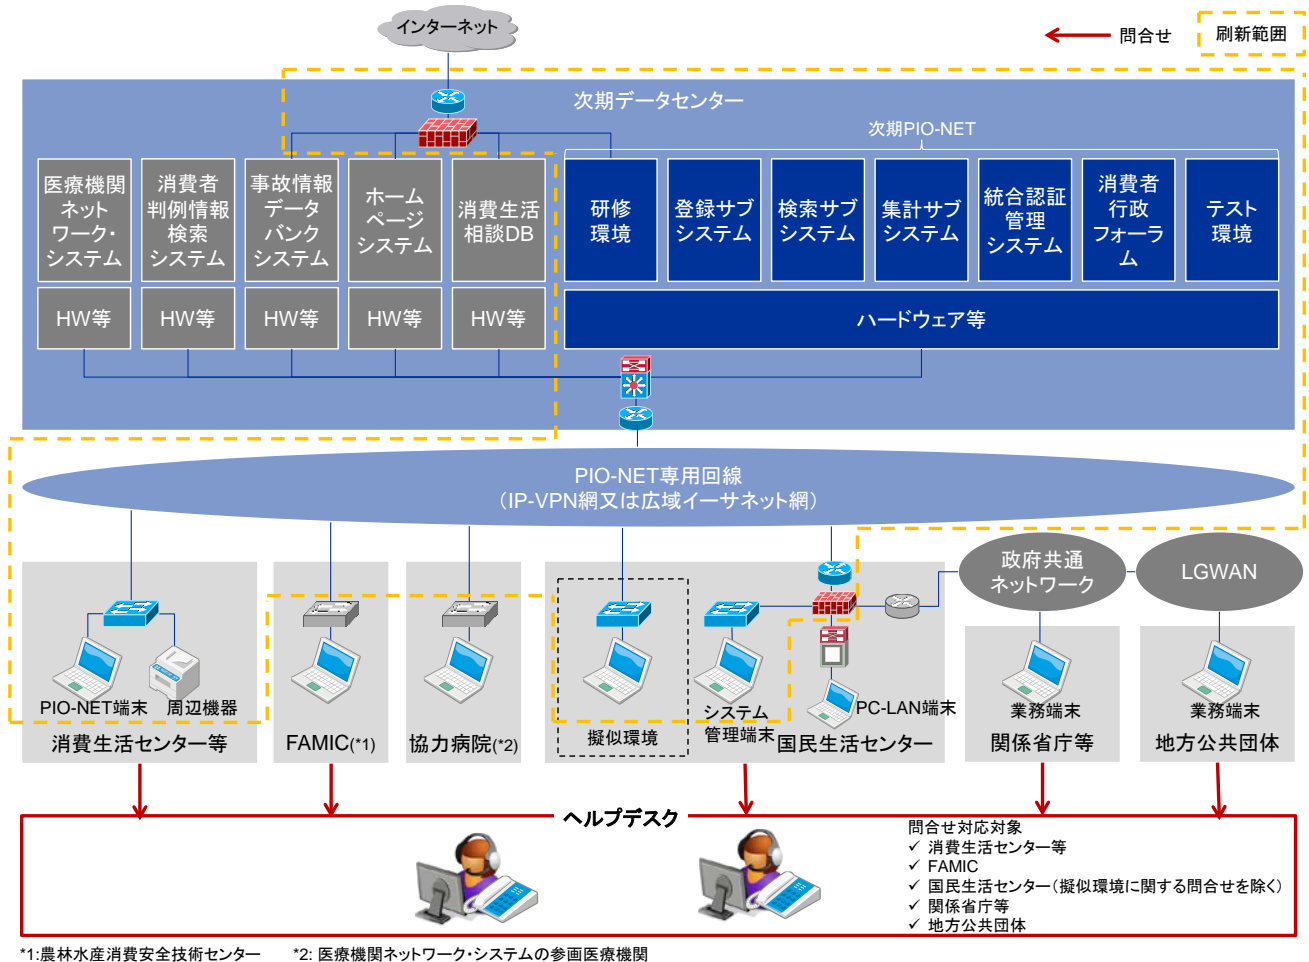 インターネット
問合せ
刷新範囲
次期データセンター
次期PIO-NET
医療機関
ネット
ワーク・
システム
消費者
判例情報
検索
システム
事故情報
データ
バンク
システム
ホーム
ページ
システム
消費生活
相談DB
研修
環境
登録サブ
システム
検索サブ
システム
集計サブ
システム
統合認証
管理
システム
消費者
行政
フォーラ
ム
テスト
環境
HW等
HW等
HW等
HW等
HW等
ハードウェア等
PIO-NET専用回線
（IP-VPN網又は広域イーサネット網）
政府共通
ネットワーク
LGWAN
PIO-NET端末
周辺機器
消費生活センター等
FAMIC(*1)
協力病院(*2)
擬似環境
システム
管理端末
PC-LAN端末
国民生活センター
業務端末
関係省庁等
業務端末
地方公共団体
ヘルプデスク
問合せ対応対象
✓ 消費生活センター等
✓ FAMIC
✓ 国民生活センター（擬似環境に関する問合せを除く）
✓ 関係省庁等
✓ 地方公共団体
*1:農林水産消費安全技術センター
*2: 医療機関ネットワーク・システムの参画医療機関